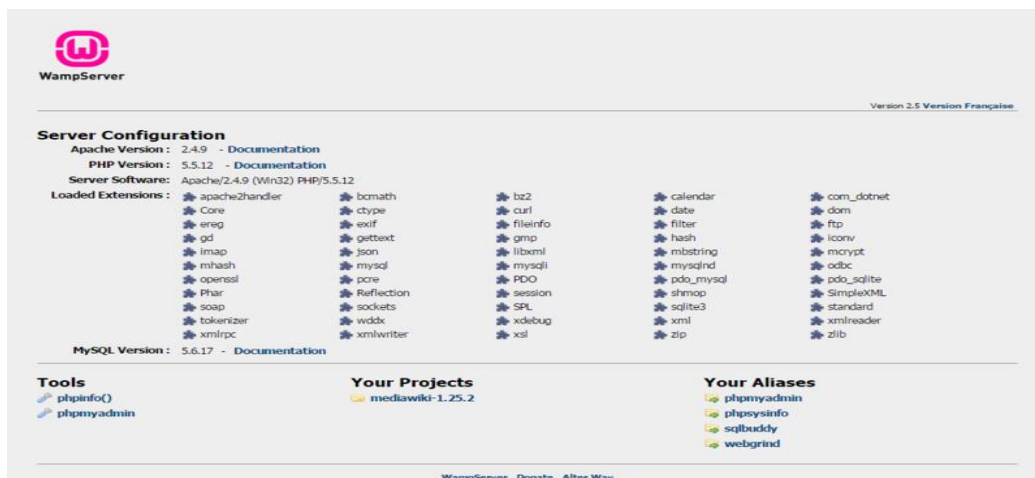 WampServer
Version 2.5 Version Française
Server Configuration
Apache Version : 2.4.9 - Documentation
PHP Version : 5.5.12 - Documentation
Server Software: Apache/2.4.9 (Win32) PHP/5.5.12
Loaded Extensions : apache2handler bcmath bz2 calendar com_dotnet
Core ctype curl date dom
ereg exif fileinfo filter ftp
gd gettext gmp hash iconv
imap json libxml mbstring mcrypt
mhash mysql mysqli mysqlnd odbc
openssl pcre PDO pdo_mysql pdo_sqlite
Phar Reflection session shmop SimpleXML
soap sockets SPL sqlite3 standard
tokenizer wddx xdebug xml xmlreader
xmlrpc xmlwriter xsl zip zlib
MySQL Version : 5.6.17 - Documentation
Tools
phpinfo()
phpmyadmin
Your Projects
mediawiki-1.25.2
Your Aliases
phpmyadmin
phpsysinfo
sqlbuddy
webgrind
WampServer Donate Alter Way